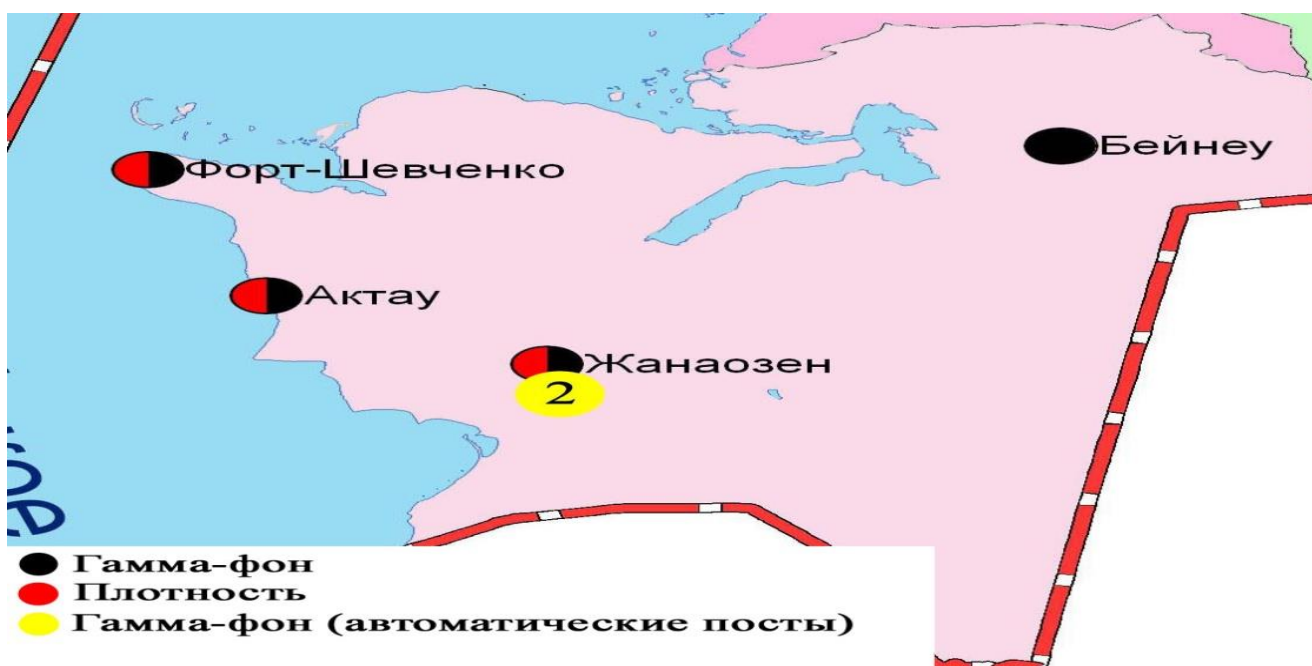 Бейнеу
Форт-Шевченко
Актау
Жанаозен
2
Гамма-фон
Плотность
Гамма-фон (автоматические посты)